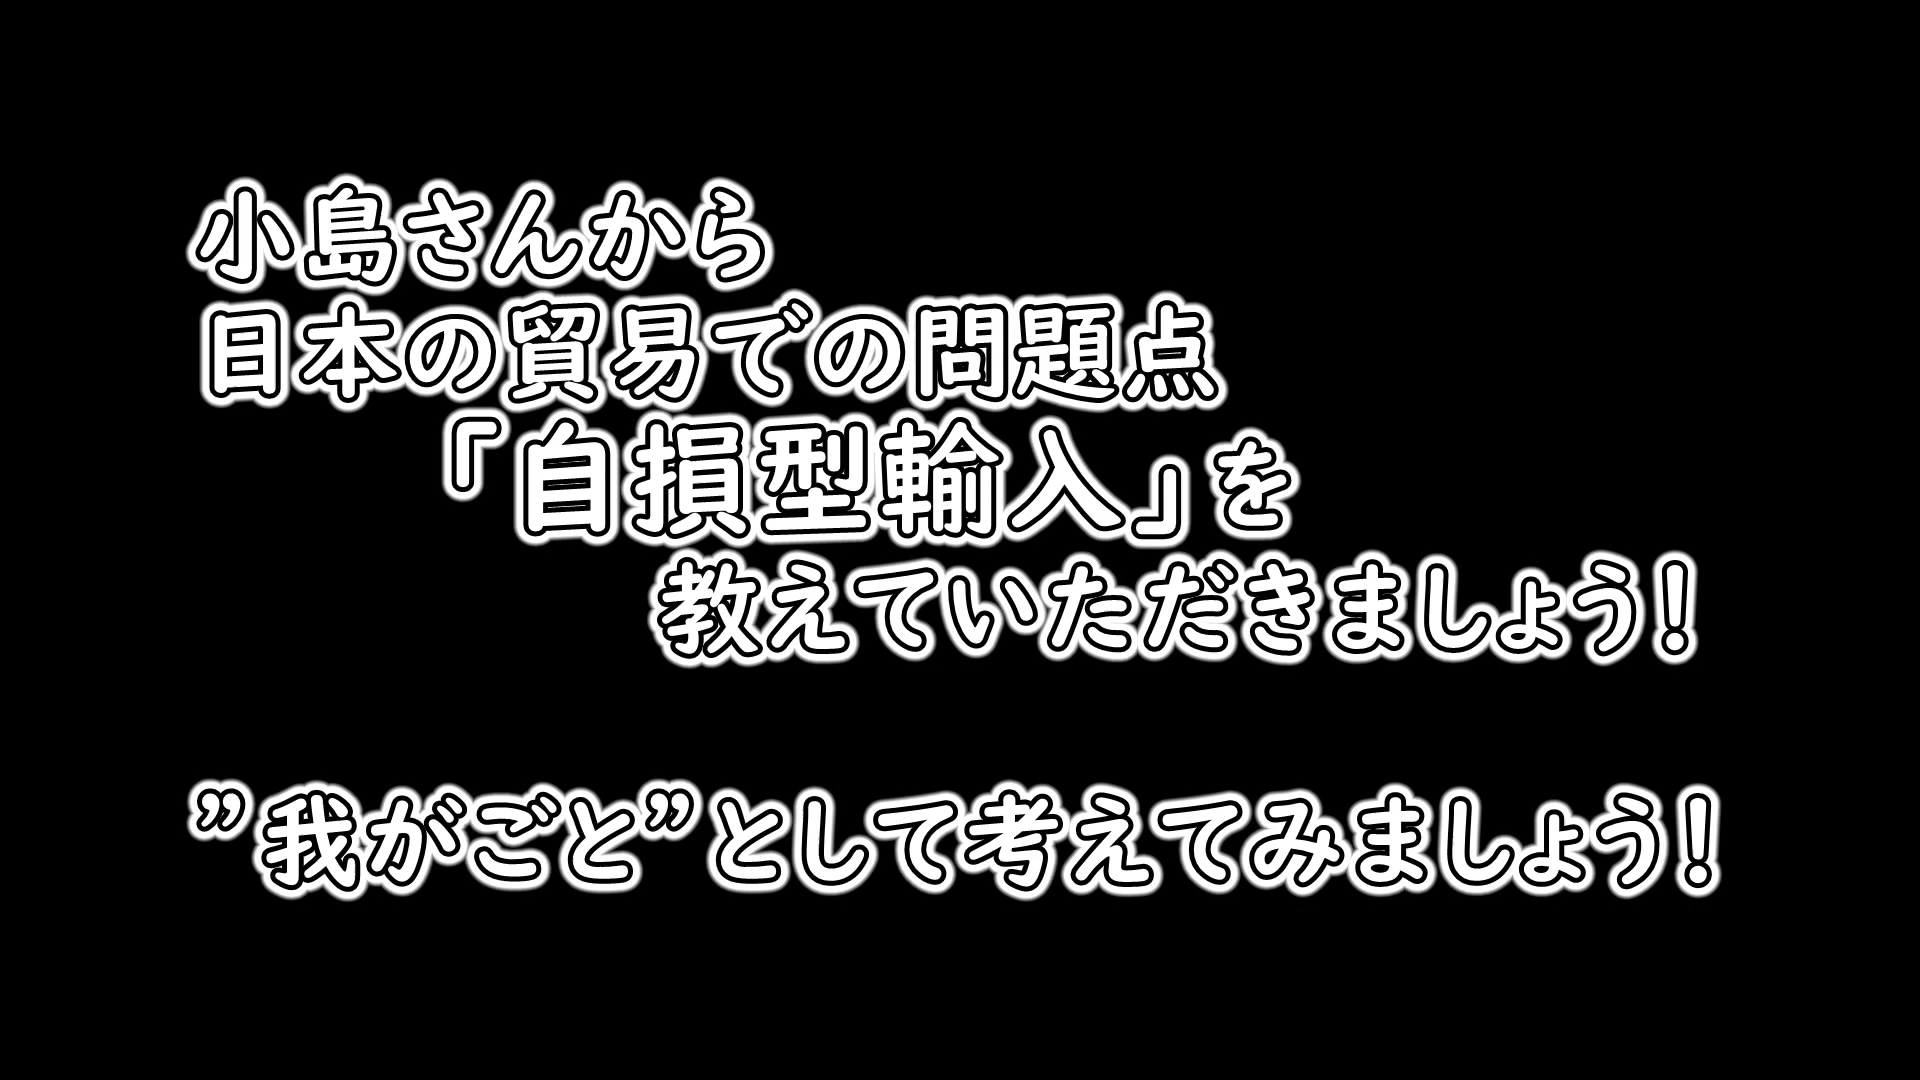 小島さんから
日本の貿易での問題点
「自損型輸入」を
教えていただきましょう！
”我がごと”として考えてみましょう！